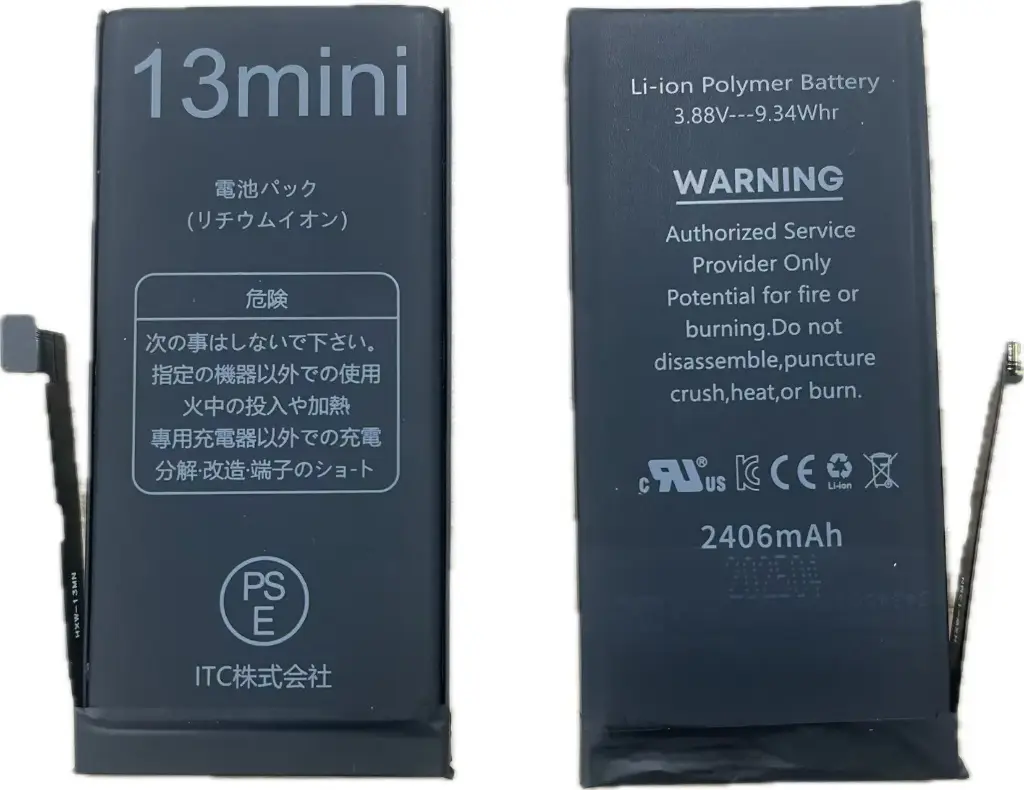 13mini
電池パック
(リチウムイオン)
危険
次の事はしないで下さい。
指定の機器以外での使用
火中の投入や加熱
専用充電器以外での充電
分解·改造·端子のショート
PS
E
ITC株式会社
HXW-13MN
Li-ion Polymer Battery
3.88V---9.34Whr
WARNING
Authorized Service
Provider Only
Potential for fire or
burning.Do not
disassemble,puncture
crush,heat,or burn.
c RU® US KC CE Li-ion
2406mAh
202504